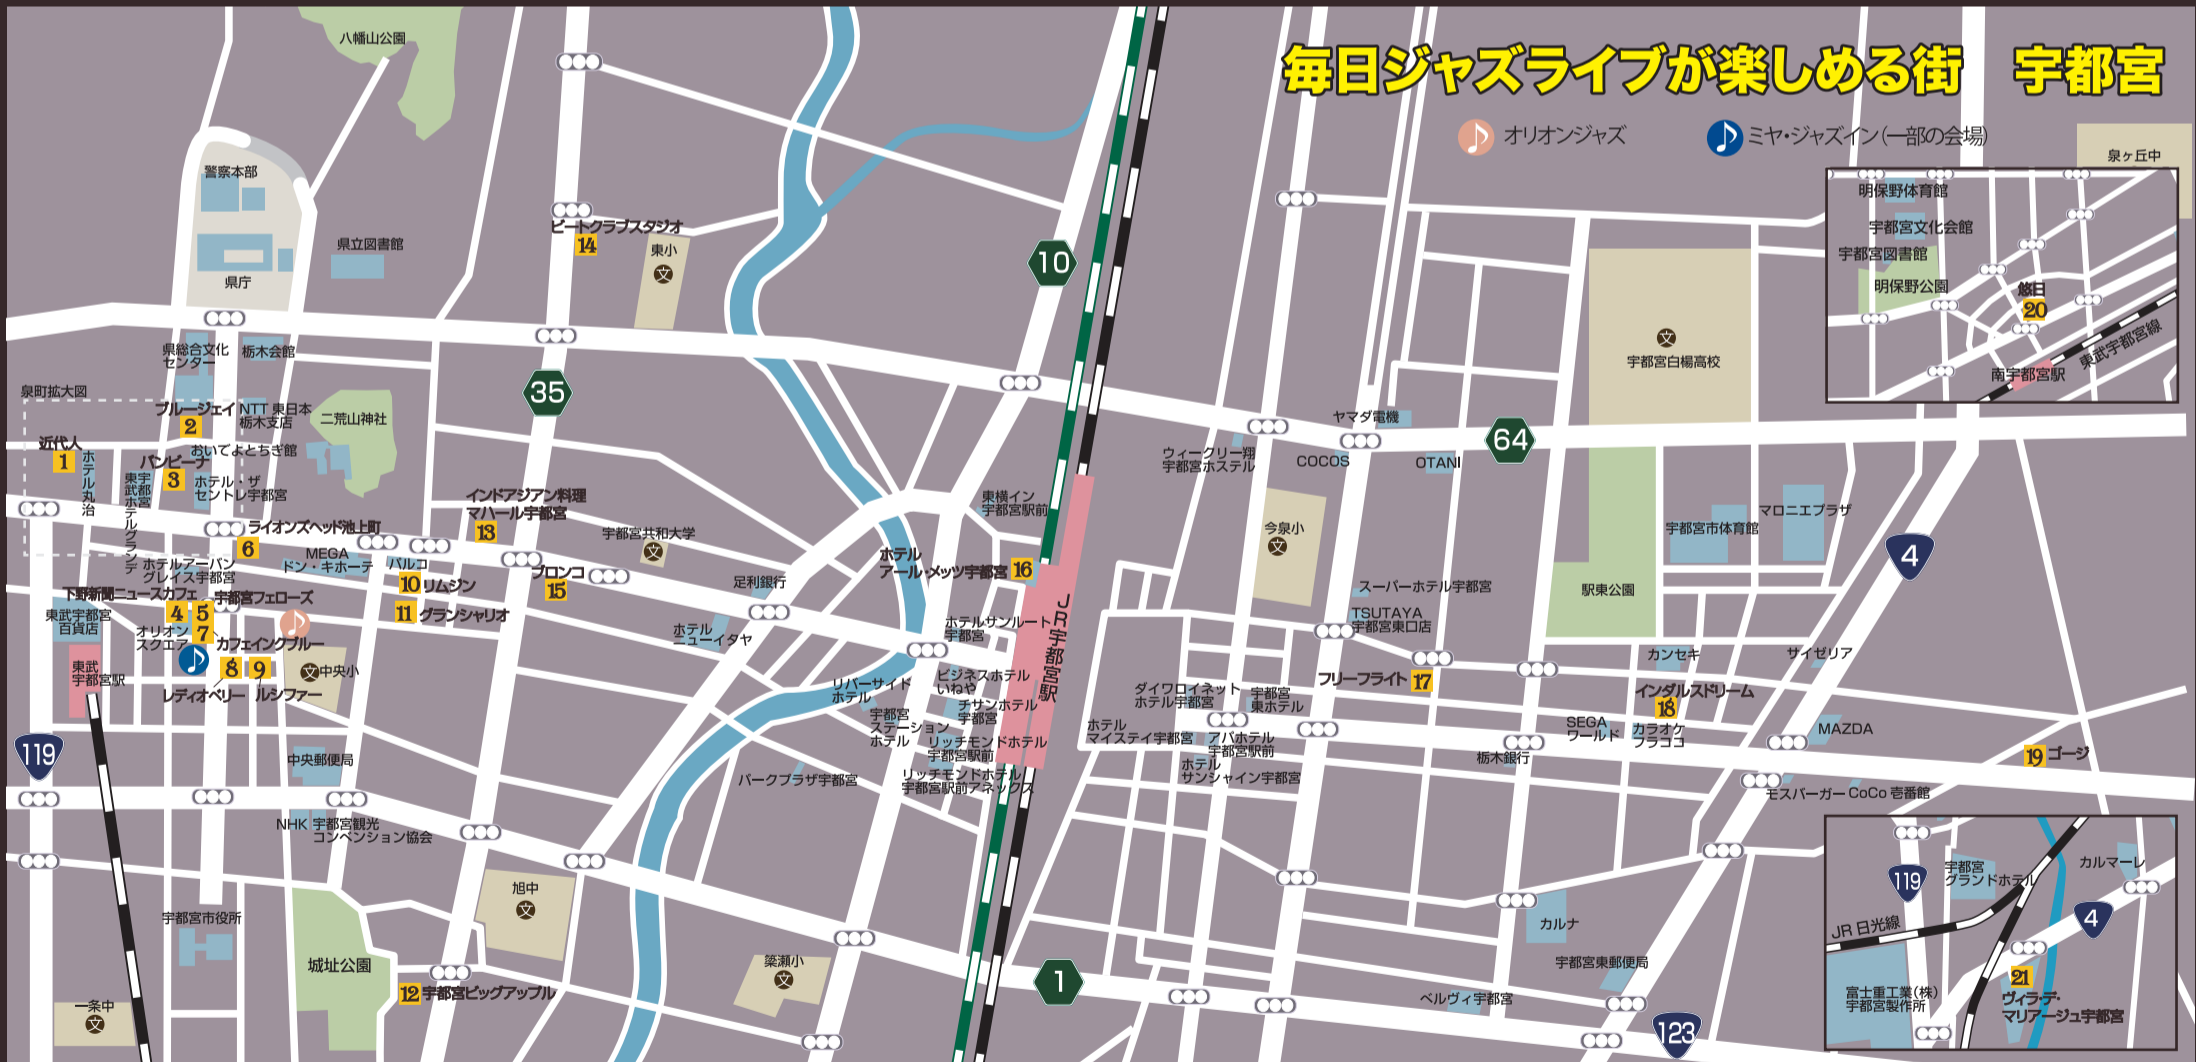 毎日ジャズライブが楽しめる街　宇都宮
オリオンジャズ
ミヤ・ジャズイン(一部の会場)
八幡山公園
警察本部
県庁
県立図書館
ビートクラブスタジオ
14
東小
文
10
35
県総合文化
センター
栃木会館
泉町拡大図
ブルージェイ
2
NTT 東日本
栃木支店
二荒山神社
おいでよとちぎ館
近代人
1
ホテル丸治
バンビーナ
3
東武ホテルグランデ
宇都宮
ホテル・ザ
セントレ宇都宮
ライオンズヘッド池上町
6
インドアジアン料理
マハール宇都宮
13
宇都宮共和大学
文
MEGA
ドン・キホーテ
パルコ
10 リムジン
11 グランシャリオ
ブロンコ
15
ホテルアーバン
グレイス宇都宮
下野新聞ニュースカフェ
4
5
宇都宮フェローズ
7
東武宇都宮
百貨店
オリオン
スクエア
カフェインクブルー
8
9
レディオベリー
ルシファー
文 中央小
東武
宇都宮駅
119
中央郵便局
NHK
宇都宮観光
コンベンション協会
宇都宮市役所
城址公園
一条中
文
12 宇都宮ビッグアップル
旭中
文
簗瀬小
文
足利銀行
ホテル
ニューイタヤ
パークプラザ宇都宮
リバーサイド
ホテル
宇都宮
ステーション
ホテル
ホテル
アール・メッツ宇都宮
16
東横イン
宇都宮駅前
ホテルサンルート
宇都宮
ビジネスホテル
いねや
チサンホテル
宇都宮
リッチモンドホテル
宇都宮駅前
リッチモンドホテル
宇都宮駅前アネックス
JR宇都宮駅
1
ウィークリー翔
宇都宮ホステル
ヤマダ電機
COCOS
OTANI
64
今泉小
文
文
宇都宮白楊高校
駅東公園
宇都宮市体育館
マロニエプラザ
4
スーパーホテル宇都宮
TSUTAYA
宇都宮東口店
フリーフライト
17
ダイワロイネット
ホテル宇都宮
宇都宮
東ホテル
ホテル
マイステイ宇都宮
アパホテル
宇都宮駅前
ホテル
サンシャイン宇都宮
カンセキ
サイゼリア
インダルスドリーム
18
SEGA
ワールド
カラオケ
フラココ
栃木銀行
MAZDA
19 ゴージ
モスバーガー
CoCo 壱番館
カルナ
宇都宮東郵便局
ベルヴィ宇都宮
123
泉ヶ丘中
明保野体育館
宇都宮文化会館
宇都宮図書館
明保野公園
悠日
20
南宇都宮駅
東武宇都宮線
119
宇都宮
グランドホテル
カルマーレ
4
JR 日光線
富士重工業(株)
宇都宮製作所
21
ヴィラ・デ・
マリアージュ宇都宮